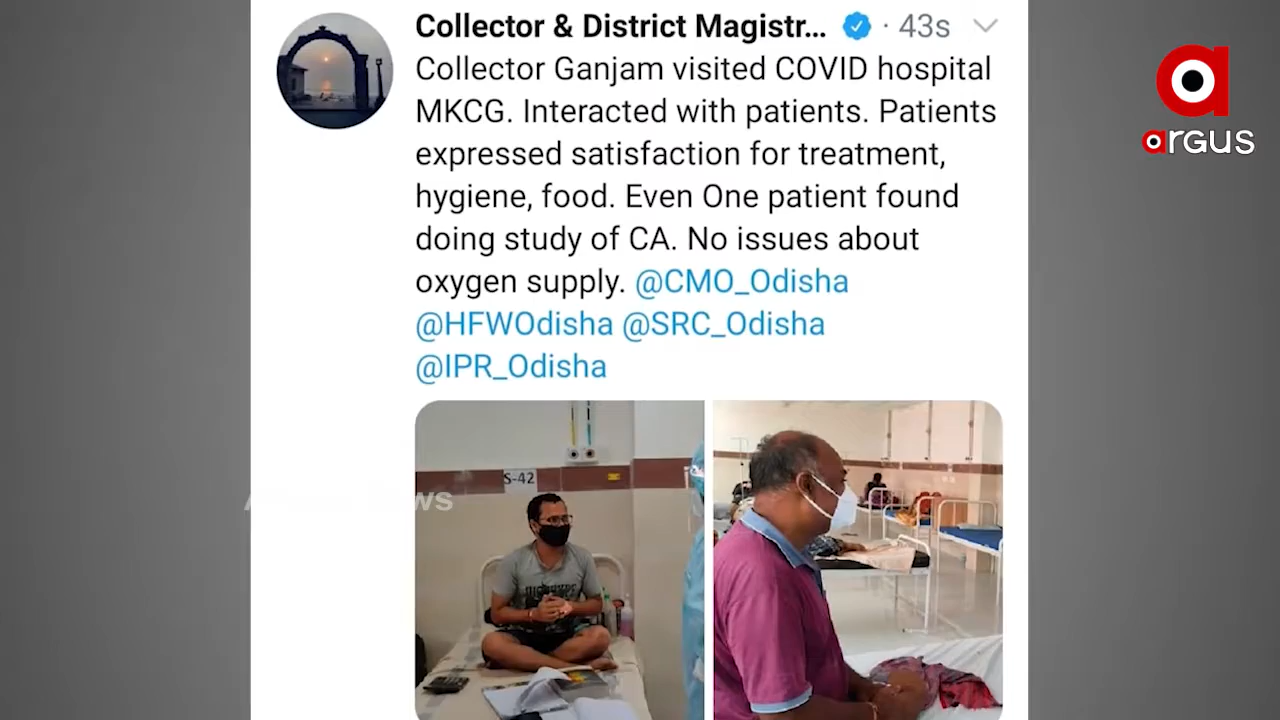 Collector & District Magistr... · 43s
Collector Ganjam visited COVID hospital
MKCG. Interacted with patients. Patients
expressed satisfaction for treatment,
hygiene, food. Even One patient found
doing study of CA. No issues about
oxygen supply. @CMO_Odisha
@HFWOdisha @SRC_Odisha
@IPR_Odisha
argus
S-42